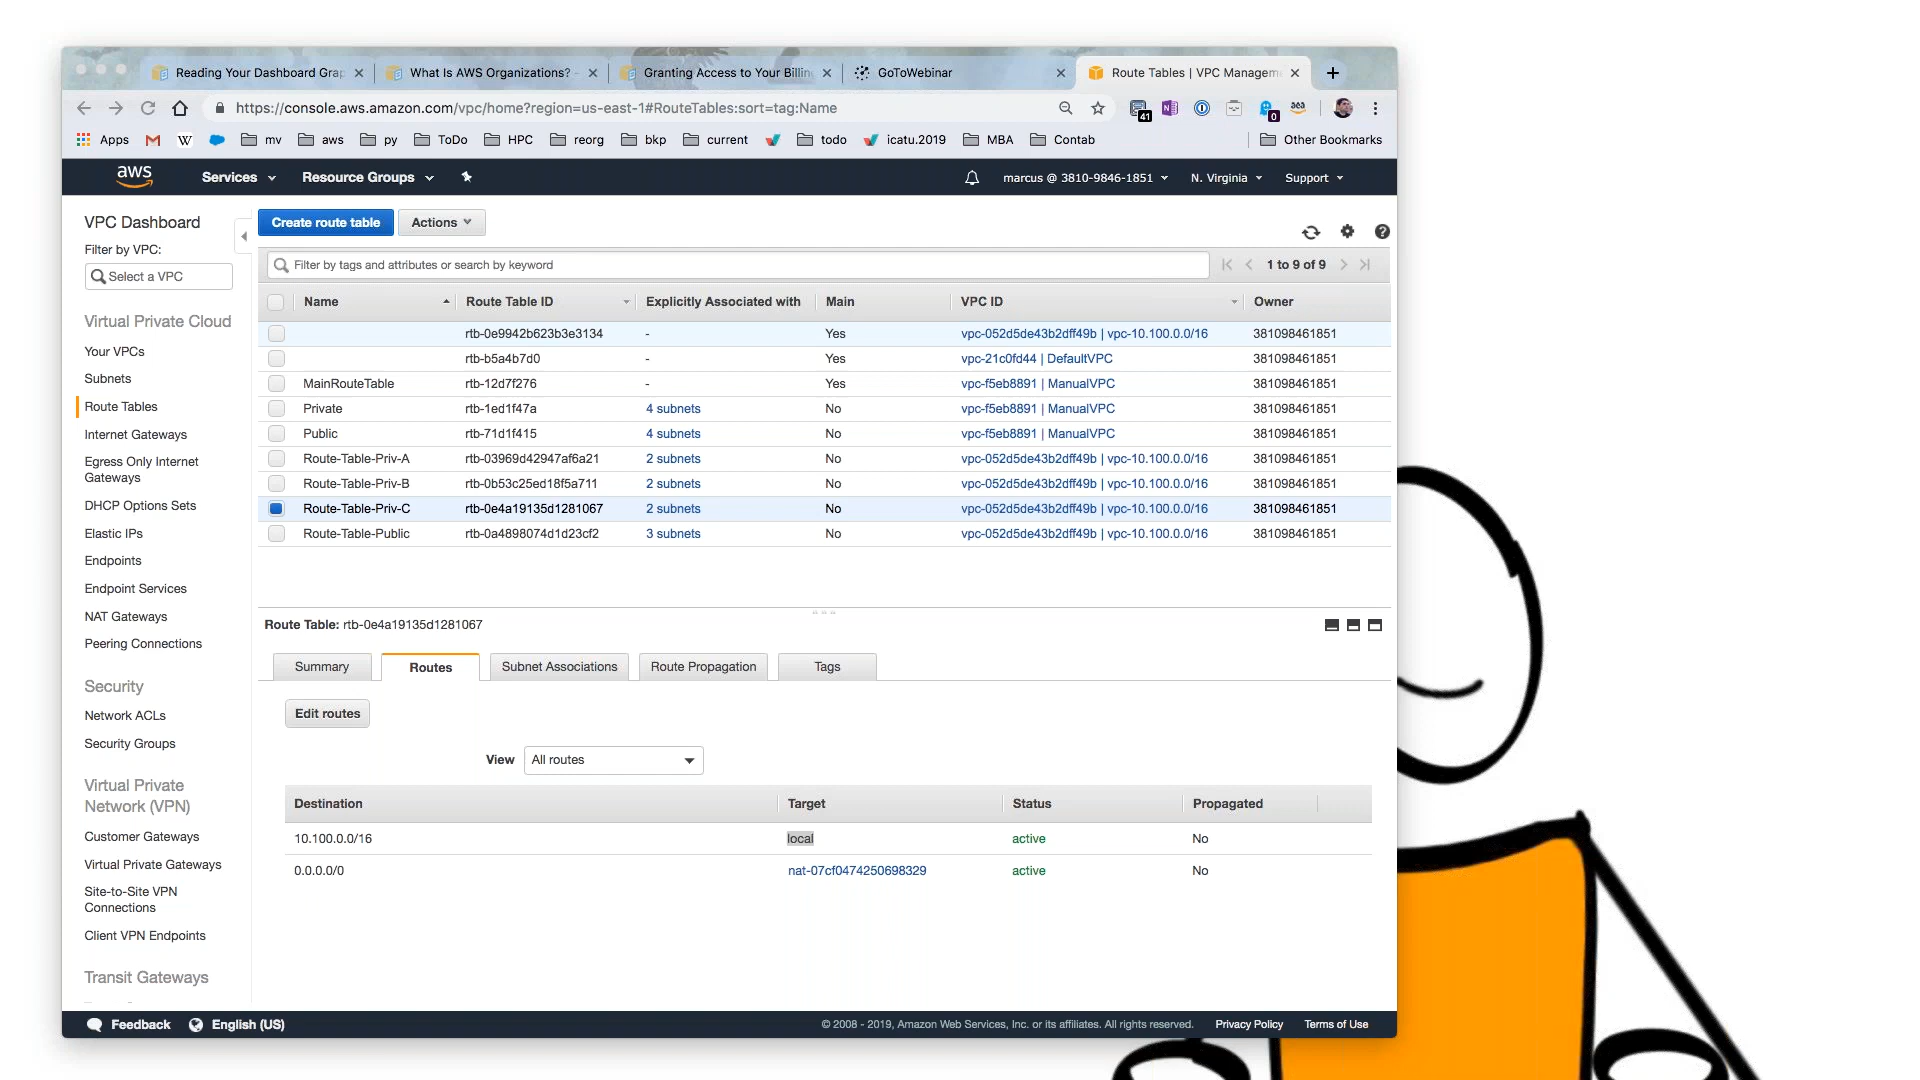 Reading Your Dashboard Grap
What Is AWS Organizations? -
Granting Access to Your Billing
GoToWebinar
Route Tables | VPC Managem
https://console.aws.amazon.com/vpc/home?region=us-east-1#RouteTables:sort=tag:Name
41
0
Apps mv aws py ToDo HPC reorg bkp current todo icatu.2019 MBA Contab Other Bookmarks
aws Services Resource Groups marcus @ 3810-9846-1851 N. Virginia Support
VPC Dashboard
Filter by VPC:
Select a VPC
Virtual Private Cloud
Your VPCs
Subnets
Route Tables
Internet Gateways
Egress Only Internet
Gateways
DHCP Options Sets
Elastic IPs
Endpoints
Endpoint Services
NAT Gateways
Peering Connections
Security
Network ACLs
Security Groups
Virtual Private
Network (VPN)
Customer Gateways
Virtual Private Gateways
Site-to-Site VPN
Connections
Client VPN Endpoints
Transit Gateways
Create route table Actions
Filter by tags and attributes or search by keyword
1 to 9 of 9
Name Route Table ID Explicitly Associated with Main VPC ID Owner
rtb-0e9942b623b3e3134 - Yes vpc-052d5de43b2dff49b | vpc-10.100.0.0/16 381098461851
rtb-b5a4b7d0 - Yes vpc-21c0fd44 | DefaultVPC 381098461851
MainRouteTable rtb-12d7f276 - Yes vpc-f5eb8891 | ManualVPC 381098461851
Private rtb-1ed1f47a 4 subnets No vpc-f5eb8891 | ManualVPC 381098461851
Public rtb-71d1f415 4 subnets No vpc-f5eb8891 | ManualVPC 381098461851
Route-Table-Priv-A rtb-03969d42947af6a21 2 subnets No vpc-052d5de43b2dff49b | vpc-10.100.0.0/16 381098461851
Route-Table-Priv-B rtb-0b53c25ed18f5a711 2 subnets No vpc-052d5de43b2dff49b | vpc-10.100.0.0/16 381098461851
Route-Table-Priv-C rtb-0e4a19135d1281067 2 subnets No vpc-052d5de43b2dff49b | vpc-10.100.0.0/16 381098461851
Route-Table-Public rtb-0a4898074d1d23cf2 3 subnets No vpc-052d5de43b2dff49b | vpc-10.100.0.0/16 381098461851
Route Table: rtb-0e4a19135d1281067
Summary Routes Subnet Associations Route Propagation Tags
Edit routes
View All routes
Destination Target Status Propagated
10.100.0.0/16 local active No
0.0.0.0/0 nat-07cf0474250698329 active No
Feedback English (US) © 2008 - 2019, Amazon Web Services, Inc. or its affiliates. All rights reserved. Privacy Policy Terms of Use